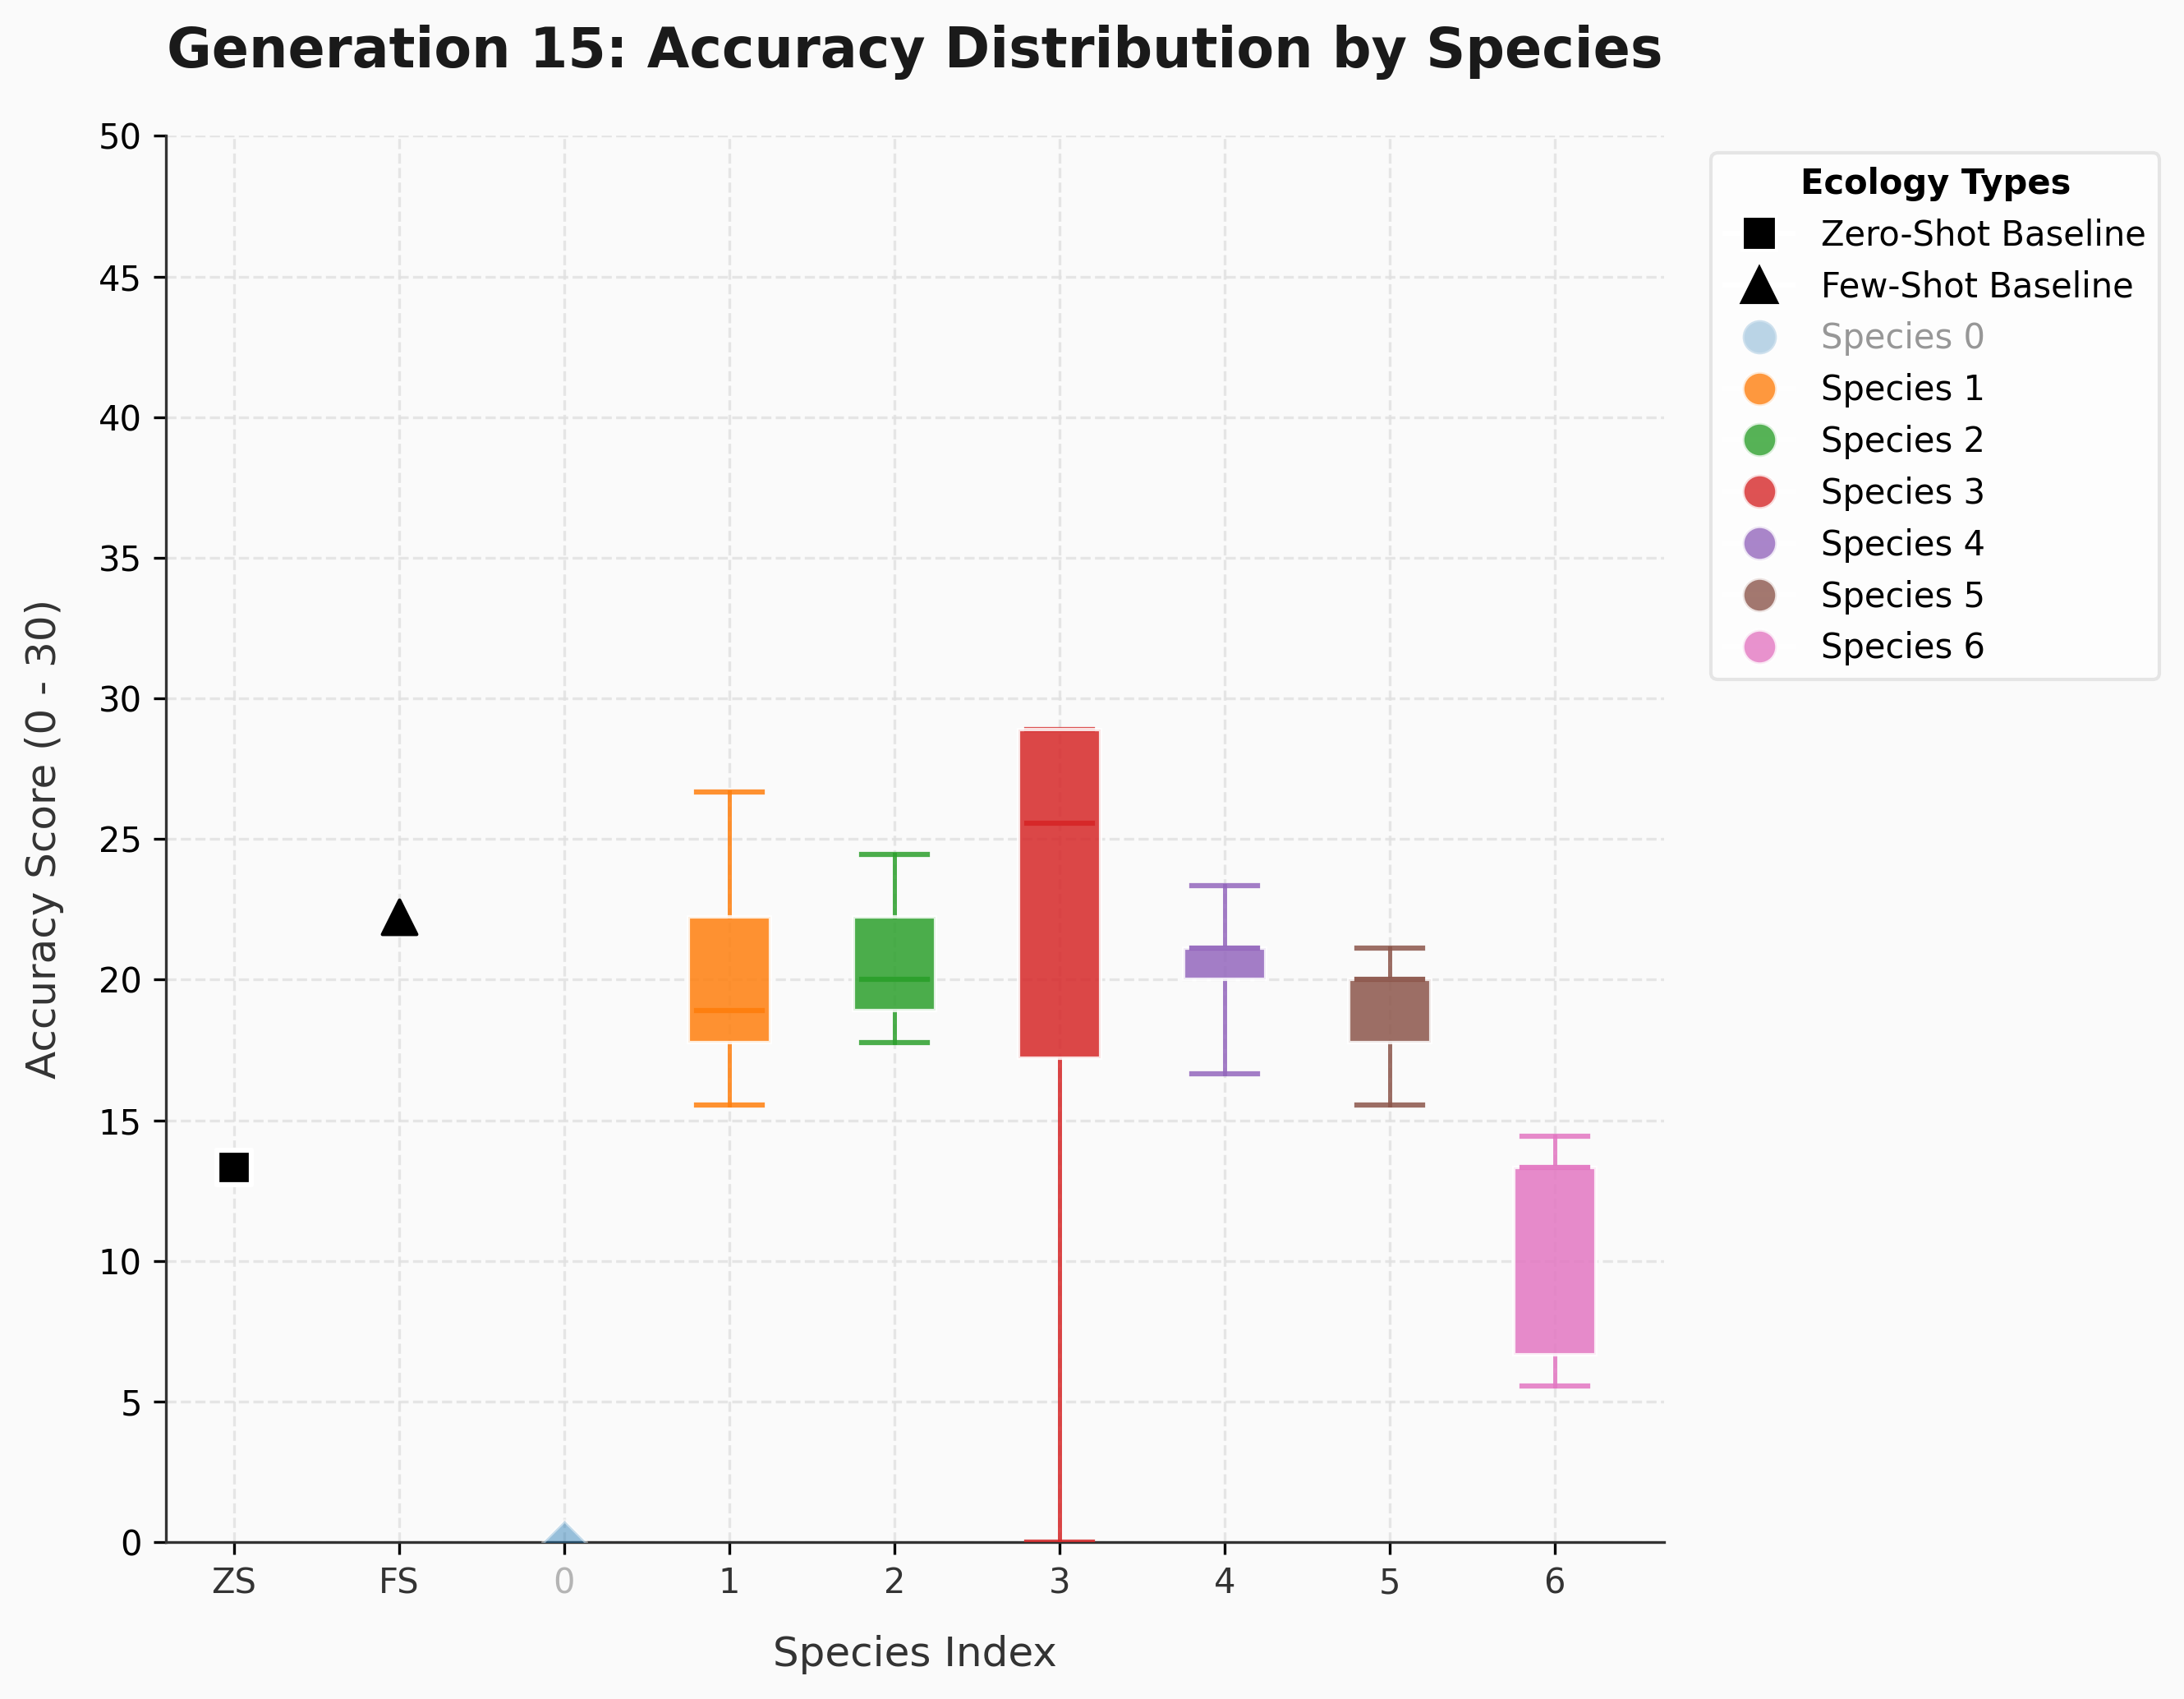 Generation 15: Accuracy Distribution by Species
50
45
40
35
30
25
20
15
10
5
0
Accuracy Score (0 - 30)
ZS FS 0 1 2 3 4 5 6
Species Index
Ecology Types
Zero-Shot Baseline
Few-Shot Baseline
Species 0
Species 1
Species 2
Species 3
Species 4
Species 5
Species 6